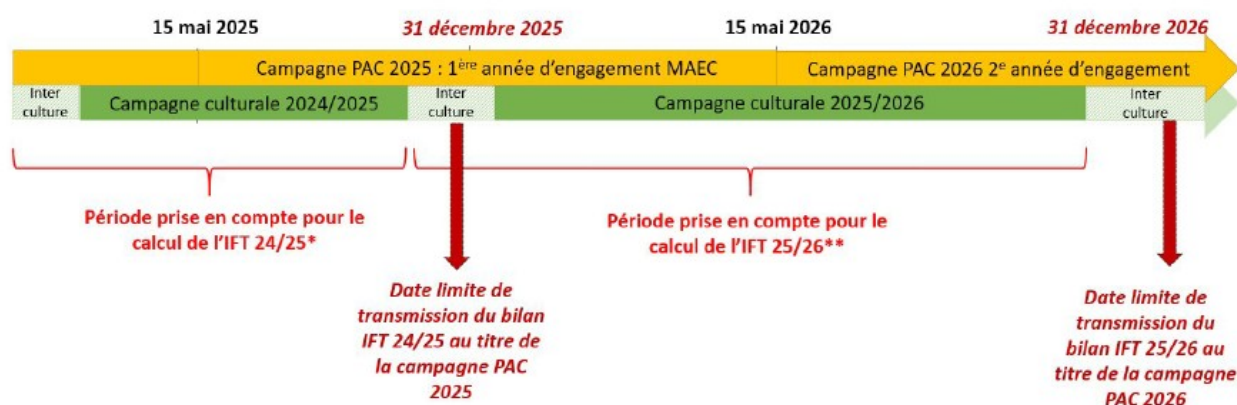 15 mai 2025
31 décembre 2025
15 mai 2026
31 décembre 2026
Campagne PAC 2025 : 1ère année d’engagement MAEC
Campagne PAC 2026 2e année d’engagement
Inter
culture
Campagne culturale 2024/2025
Inter
culture
Campagne culturale 2025/2026
Inter
culture
Période prise en compte pour le
calcul de l’IFT 24/25*
Période prise en compte pour le
calcul de l’IFT 25/26**
Date limite de
transmission du bilan
IFT 24/25 au titre de
la campagne PAC
2025
Date limite de
transmission du
bilan IFT 25/26 au
titre de la campagne
PAC 2026